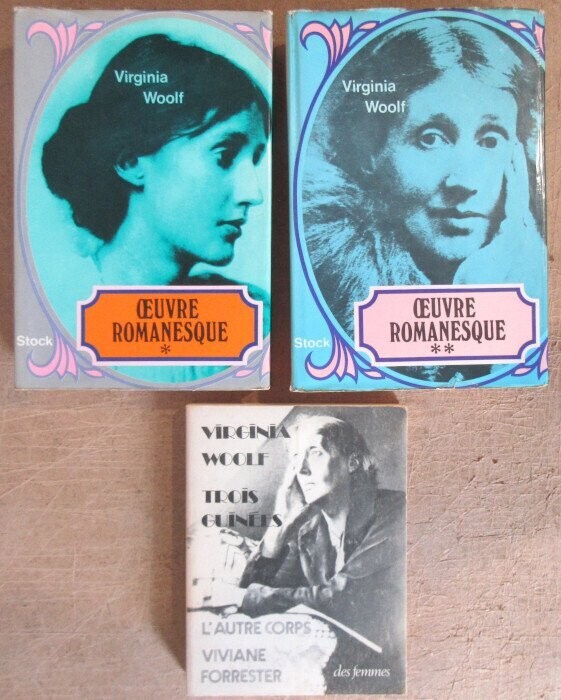 Virginia
Woolf
ŒUVRE
ROMANESQUE
*
Stock
Virginia
Woolf
ŒUVRE
ROMANESQUE
**
Stock
VIRGINIA
WOOLF
TROIS
GUINÉES
L'AUTRE CORPS...
VIVIANE
FORRESTER
des femmes